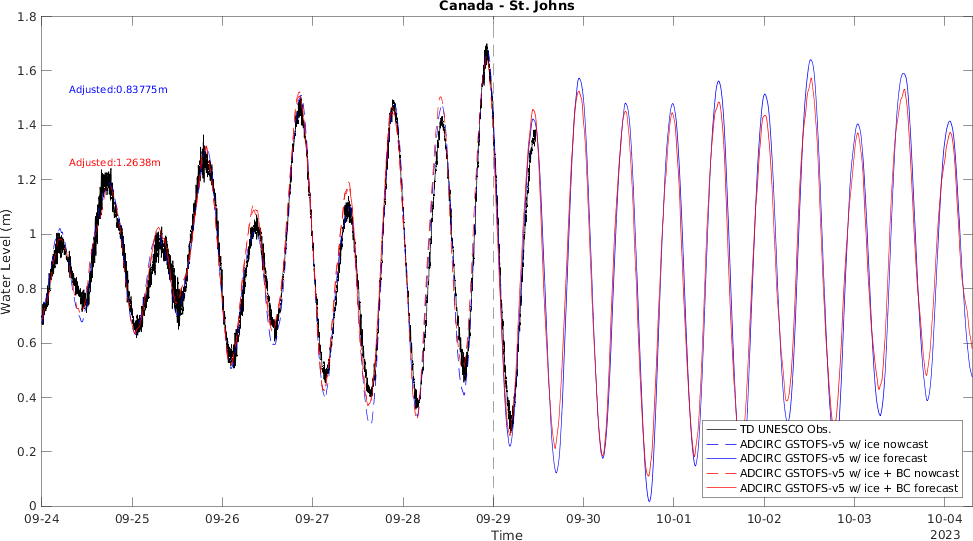 Canada - St. Johns
1.8
1.6
1.4
1.2
1
0.8
0.6
0.4
0.2
0
Water Level (m)
Adjusted:0.83775m
Adjusted:1.2638m
TD UNESCO Obs.
ADCIRC GSTOFS-v5 w/ ice nowcast
ADCIRC GSTOFS-v5 w/ ice forecast
ADCIRC GSTOFS-v5 w/ ice + BC nowcast
ADCIRC GSTOFS-v5 w/ ice + BC forecast
09-24 09-25 09-26 09-27 09-28 09-29 09-30 10-01 10-02 10-03 10-04
Time
2023